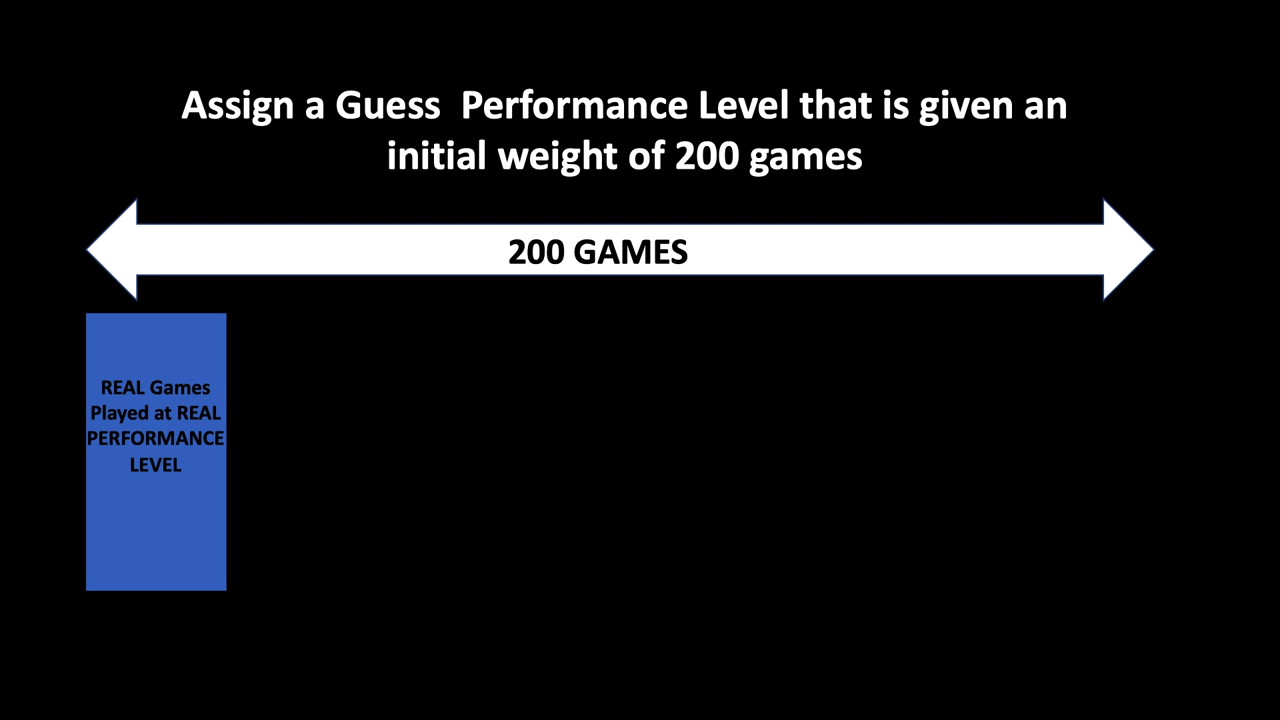 Assign a Guess  Performance Level that is given an
initial weight of 200 games
200 GAMES
REAL Games
Played at REAL
PERFORMANCE
LEVEL